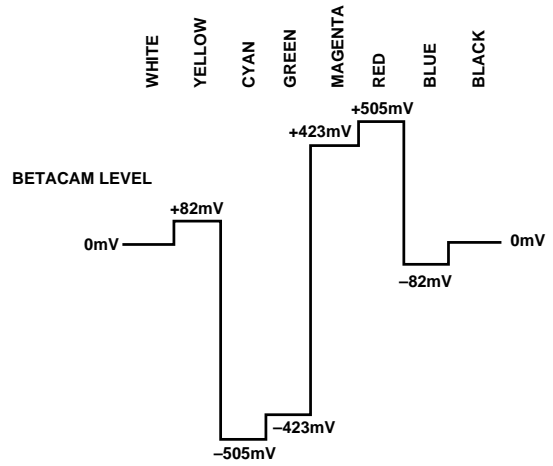 WHITE
YELLOW
CYAN
GREEN
MAGENTA
RED
BLUE
BLACK
+505mV
+423mV
BETACAM LEVEL
+82mV
0mV
0mV
–82mV
–423mV
–505mV